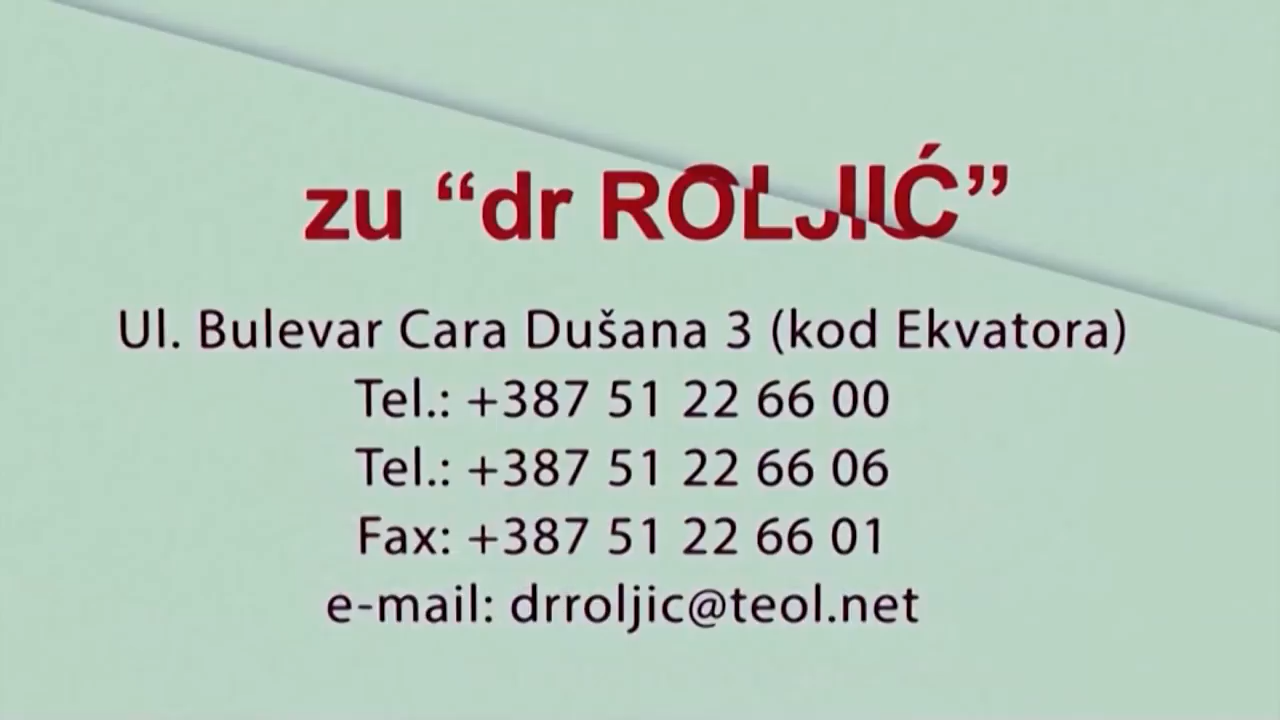 zu “dr ROLJIĆ”
Ul. Bulevar Cara Dušana 3 (kod Ekvatora)
Tel.: +387 51 22 66 00
Tel.: +387 51 22 66 06
Fax: +387 51 22 66 01
e-mail: drroljic@teol.net